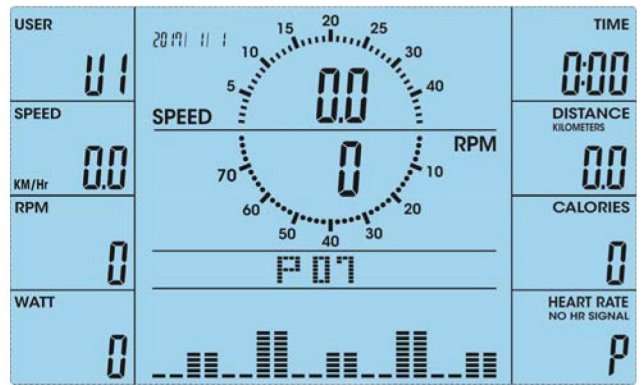 USER
U1
SPEED
KM/Hr 0.0
RPM
0
WATT
0
2017/ 1/ 1
5 10 15 20 25 30 40
SPEED 0.0
RPM
0
70 60 50 40 30 20 10
P07
TIME
0:00
DISTANCE
KILOMETERS
0.0
CALORIES
0
HEART RATE
NO HR SIGNAL
P